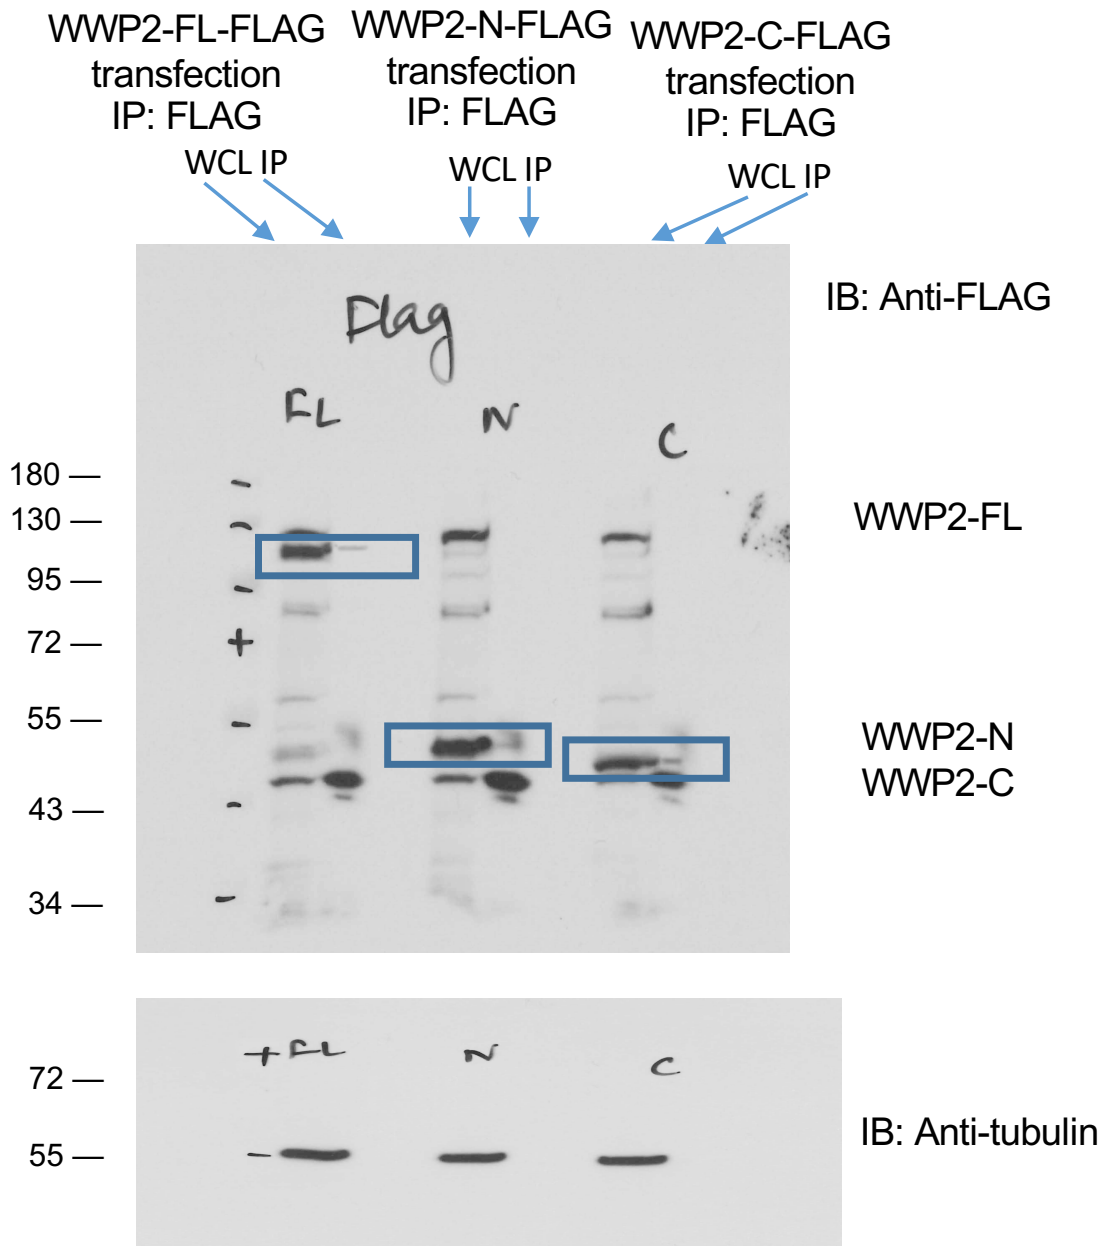 WWP2-FL-FLAG
transfection
IP: FLAG
WCL IP
WWP2-N-FLAG
transfection
IP: FLAG
WCL IP
WWP2-C-FLAG
transfection
IP: FLAG
WCL IP
IB: Anti-FLAG
Flag
FL
N
C
180 —
130 —
95 —
72 —
55 —
43 —
34 —
+
WWP2-FL
WWP2-N
WWP2-C
+ FL
N
C
72 —
55 —
IB: Anti-tubulin